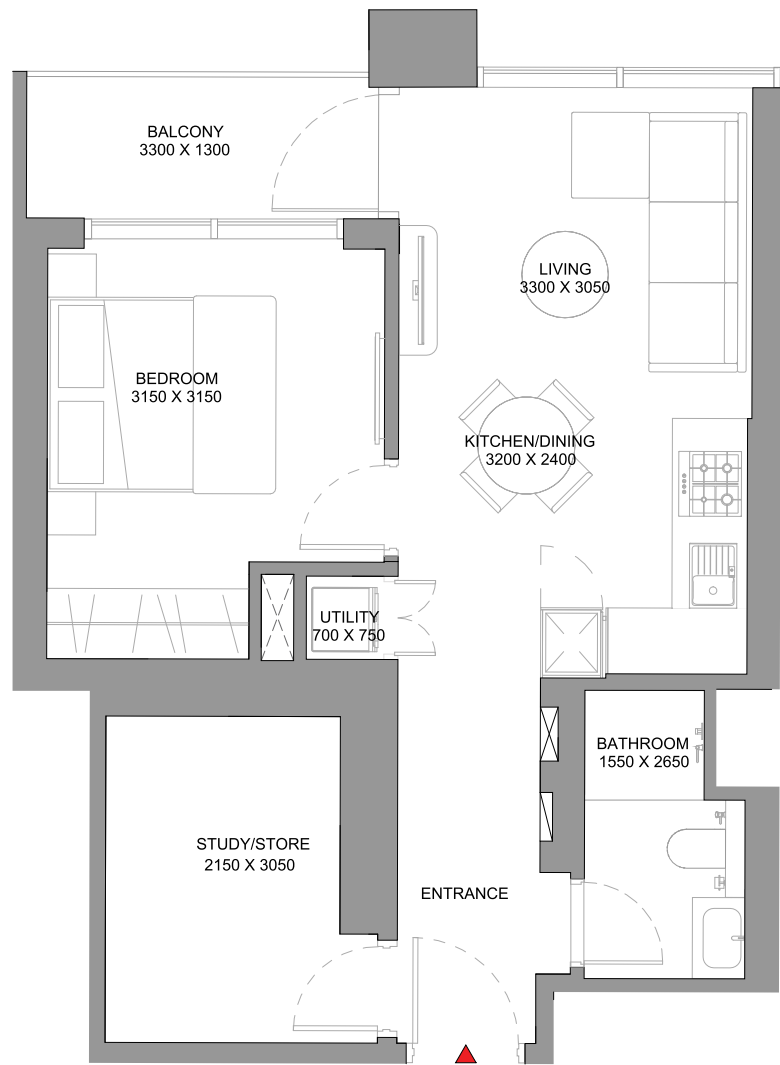 BALCONY
3300 X 1300
LIVING
3300 X 3050
BEDROOM
3150 X 3150
KITCHEN/DINING
3200 X 2400
UTILITY
700 X 750
BATHROOM
1550 X 2650
STUDY/STORE
2150 X 3050
ENTRANCE